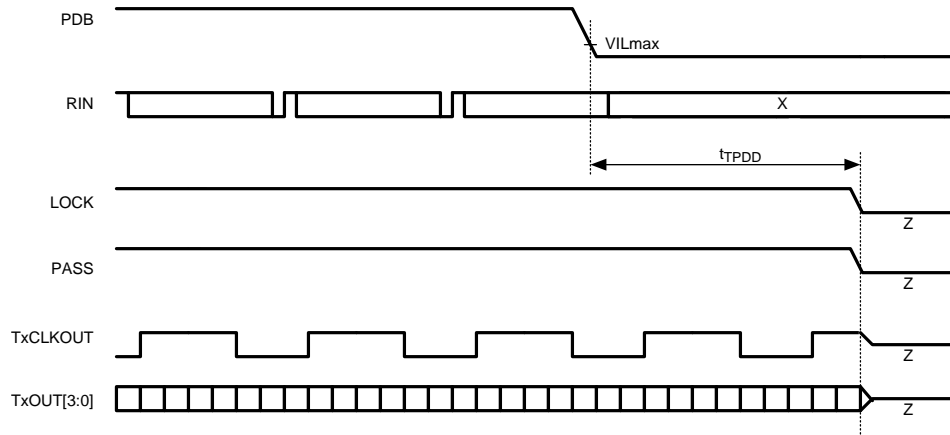 PDB
VILmax
RIN
X
tTPDD
LOCK
Z
PASS
Z
TxCLKOUT
Z
TxOUT[3:0]
Z